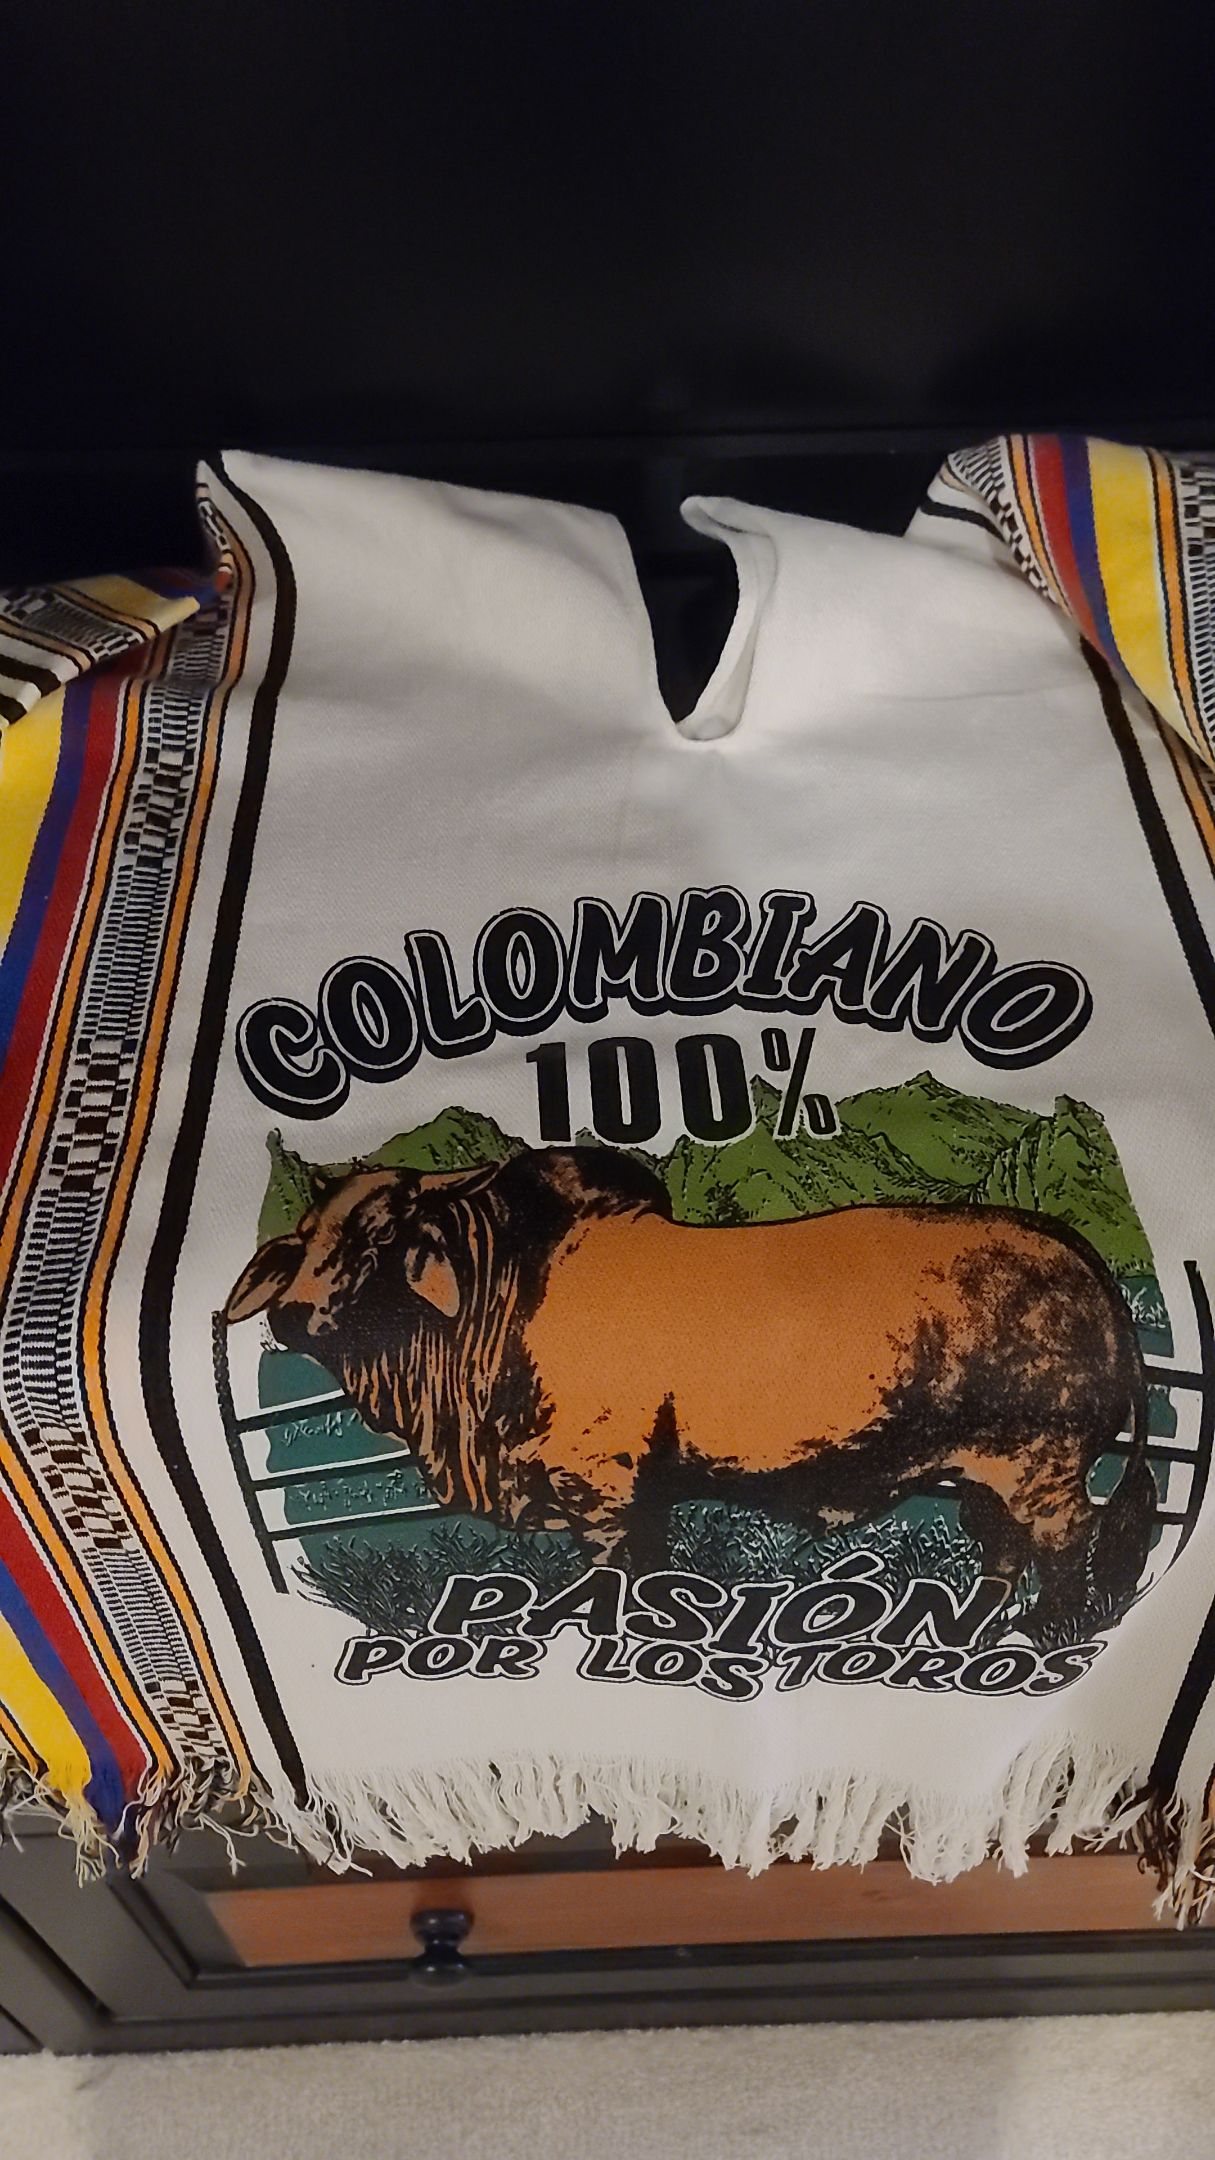 COLOMBIANO
100%
PASIÓN
POR LOS TOROS